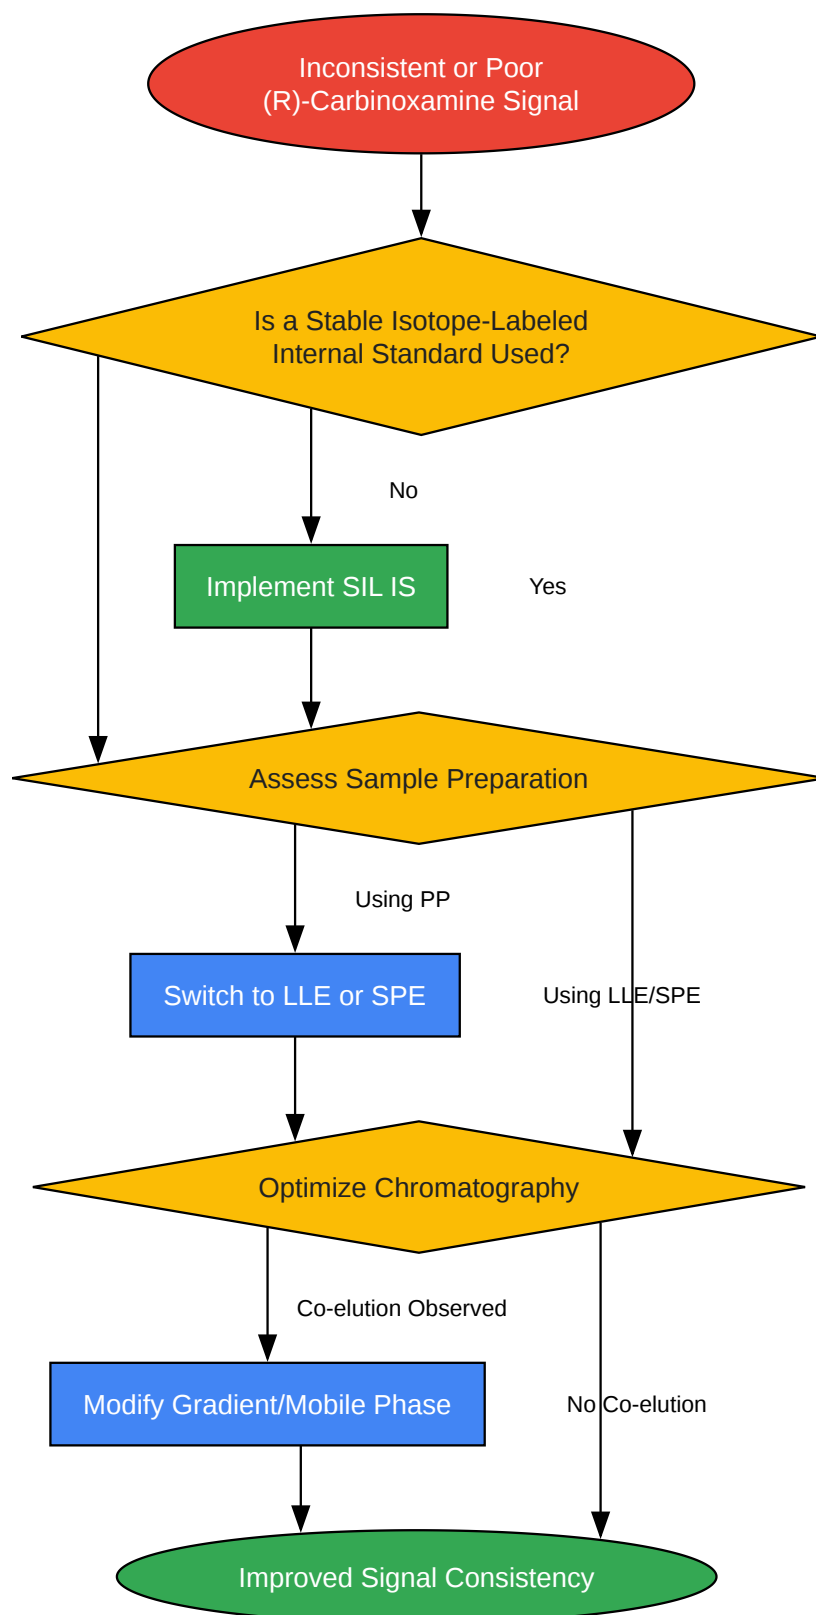 Inconsistent or Poor
(R)-Carbinoxamine Signal
Is a Stable Isotope-Labeled
Internal Standard Used?
No
Implement SIL IS
Yes
Assess Sample Preparation
Using PP
Switch to LLE or SPE
Using LLE/SPE
Optimize Chromatography
Co-elution Observed
Modify Gradient/Mobile Phase
No Co-elution
Improved Signal Consistency